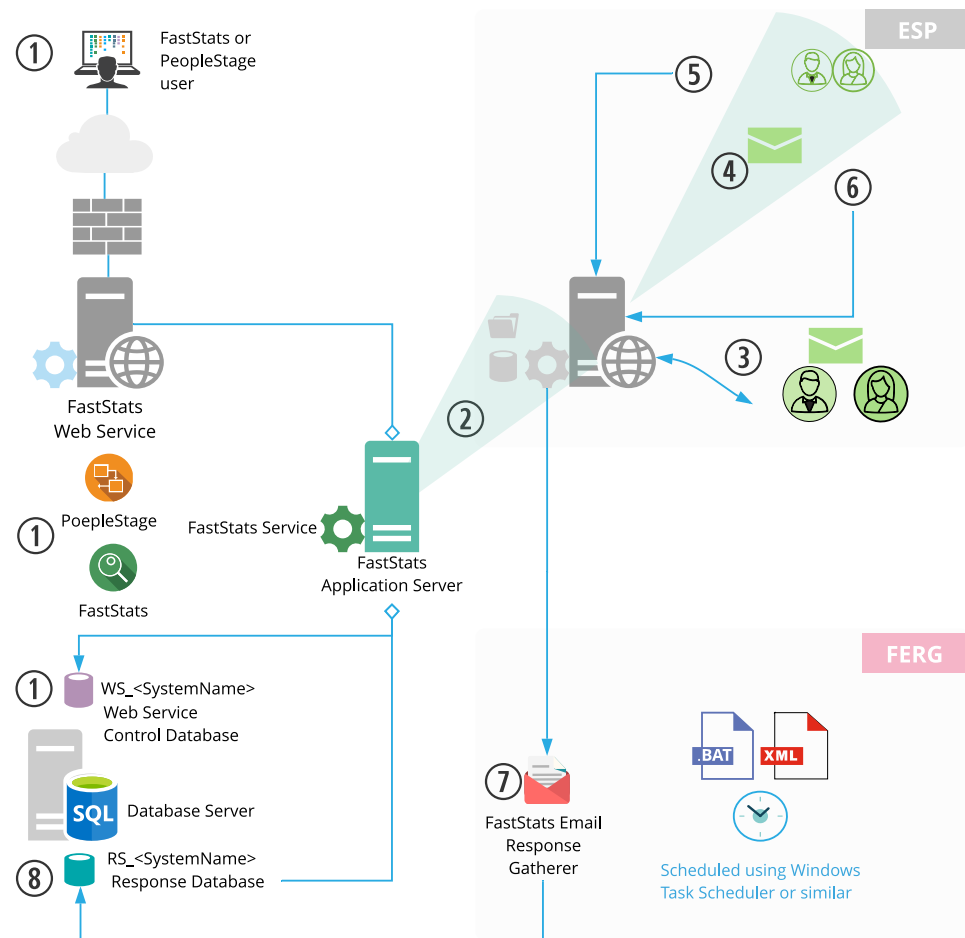 1
FastStats or
PeopleStage
user
ESP
5
4
6
3
2
FastStats
Web Service
PoepleStage
1
FastStats
FastStats Service
FastStats
Application Server
1
WS_<SystemName>
Web Service
Control Database
SQL
Database Server
8
RS_<SystemName>
Response Database
FERG
.BAT
XML
7
FastStats Email
Response
Gatherer
Scheduled using Windows
Task Scheduler or similar